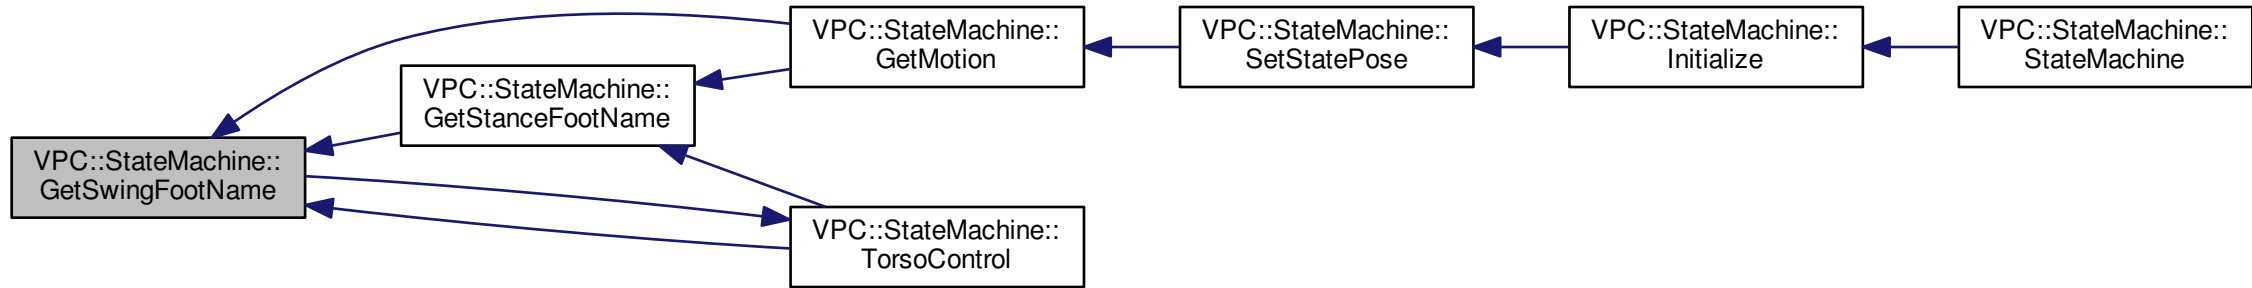 VPC::StateMachine::
GetSwingFootName
VPC::StateMachine::
GetStanceFootName
VPC::StateMachine::
GetMotion
VPC::StateMachine::
TorsoControl
VPC::StateMachine::
SetStatePose
VPC::StateMachine::
Initialize
VPC::StateMachine::
StateMachine